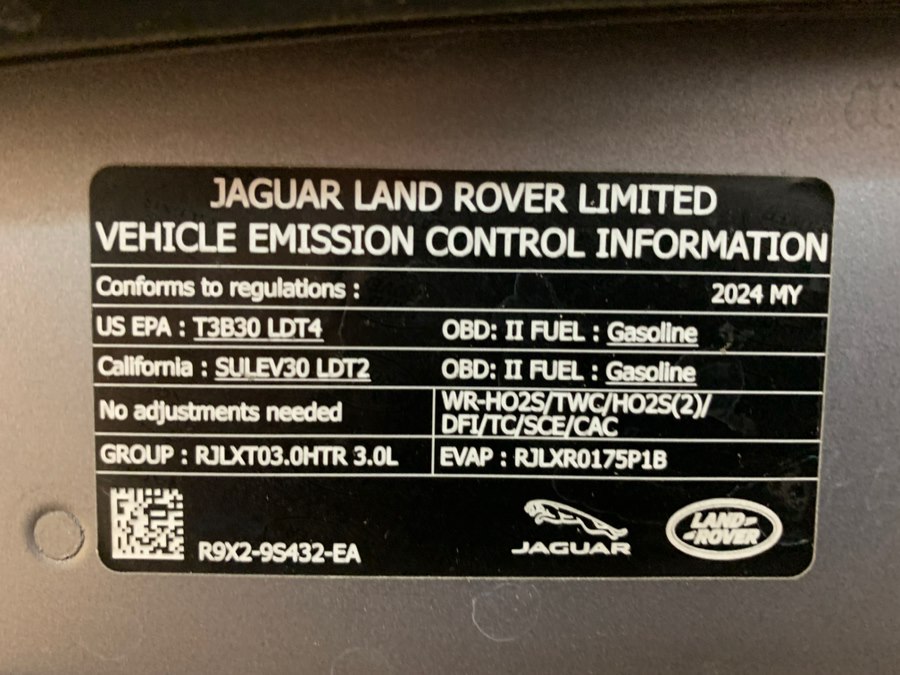 JAGUAR LAND ROVER LIMITED
VEHICLE EMISSION CONTROL INFORMATION
Conforms to regulations : 2024 MY
US EPA : T3B30 LDT4 OBD: II FUEL : Gasoline
California : SULEV30 LDT2 OBD: II FUEL : Gasoline
No adjustments needed
WR-HO2S/TWC/HO2S(2)/
DFI/TC/SCE/CAC
GROUP : RJLXT03.0HTR 3.0L EVAP : RJLXR0175P1B
R9X2-9S432-EA
JAGUAR
LAND-
-ROVER